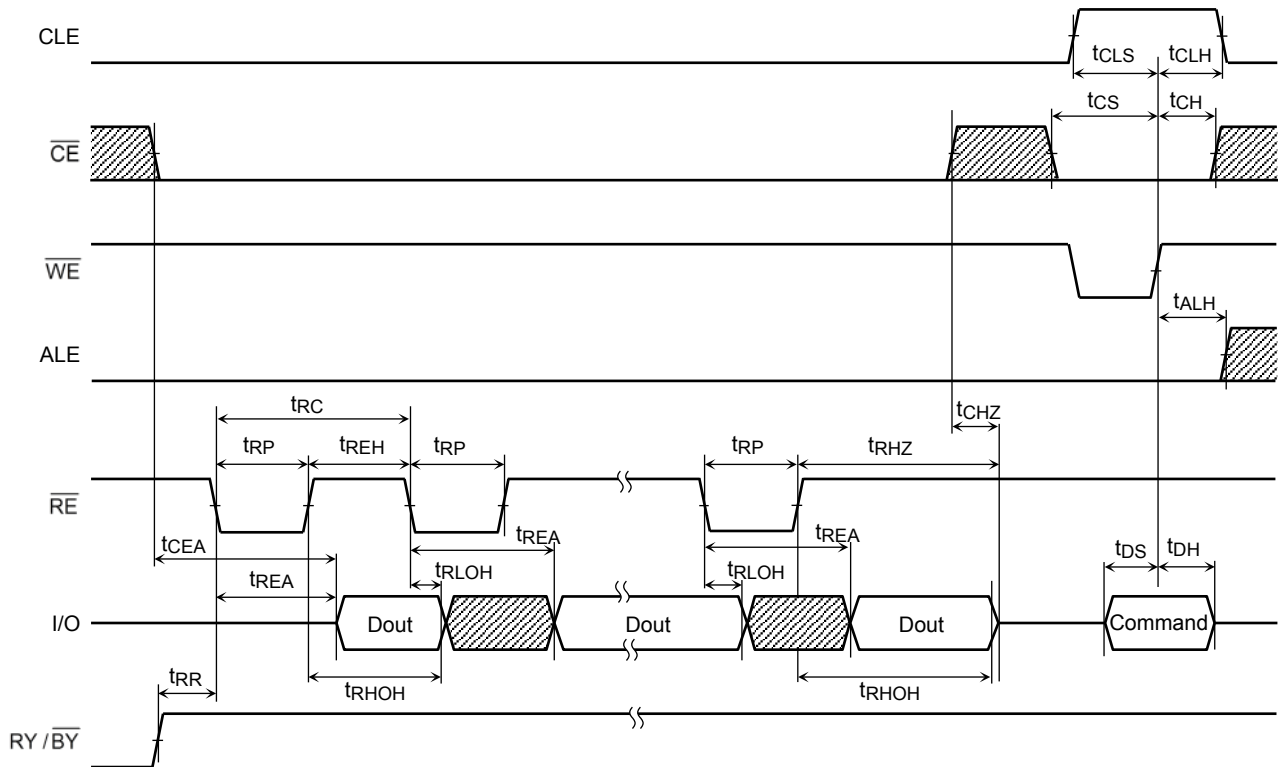 CLE
tCLS tCLH
tCS tCH
CE
WE
tALH
ALE
tRC
tCHZ
tRP tREH tRP tRP tRHZ
RE
tCEA tREA tREA
tDS tDH
tREA tRLOH tRLOH
I/O Dout Dout Dout Command
tRR tRHOH tRHOH
RY / BY